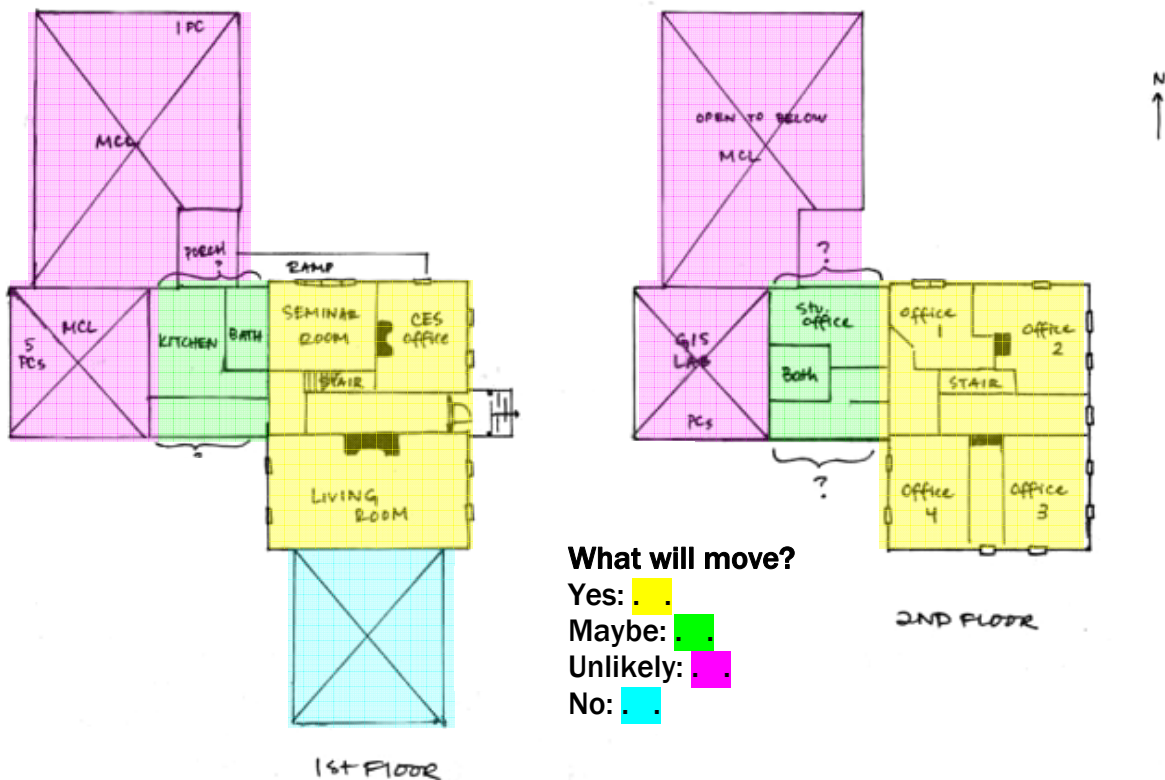 1 PC
MCL
PORCH
?
RAMP
MCL
5
PCs
KITCHEN
BATH
SEMINAR
ROOM
CES
office
STAIR
?
LIVING
ROOM
1st FLOOR
N
OPEN TO BELOW
MCL
?
Stu.
office
GIS
LAB
Bath
PCs
Office
1
Office
2
STAIR
?
Office
4
Office
3
2ND FLOOR
What will move?
Yes: . .
Maybe: . .
Unlikely: . .
No: . .